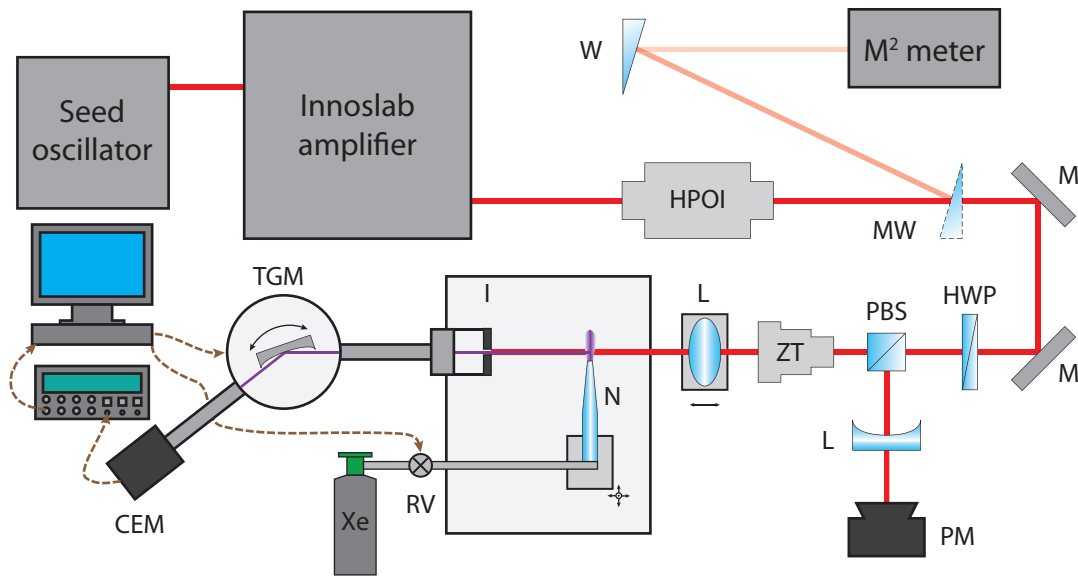 W
M² meter
Seed
oscillator
Innoslab
amplifier
HPOI
MW
M
TGM
I
L
PBS
HWP
ZT
M
N
L
RV
Xe
CEM
PM